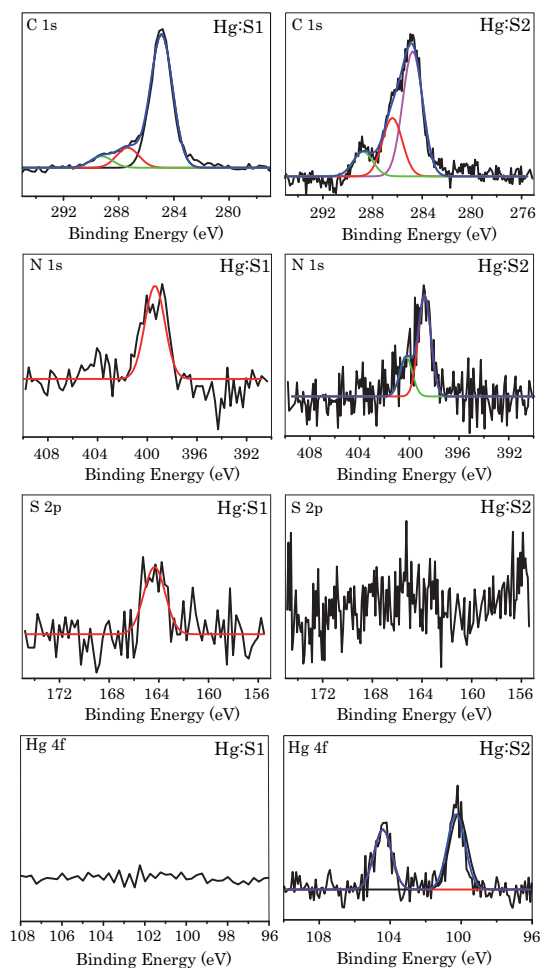 C 1s Hg:S1
292 288 284 280
Binding Energy (eV)
C 1s Hg:S2
292 288 284 280 276
Binding Energy (eV)
N 1s Hg:S1
408 404 400 396 392
Binding Energy (eV)
N 1s Hg:S2
408 404 400 396 392
Binding Energy (eV)
S 2p Hg:S1
172 168 164 160 156
Binding Energy (eV)
S 2p Hg:S2
172 168 164 160 156
Binding Energy (eV)
Hg 4f Hg:S1
108 106 104 102 100 98 96
Binding Energy (eV)
Hg 4f Hg:S2
108 104 100 96
Binding Energy (eV)